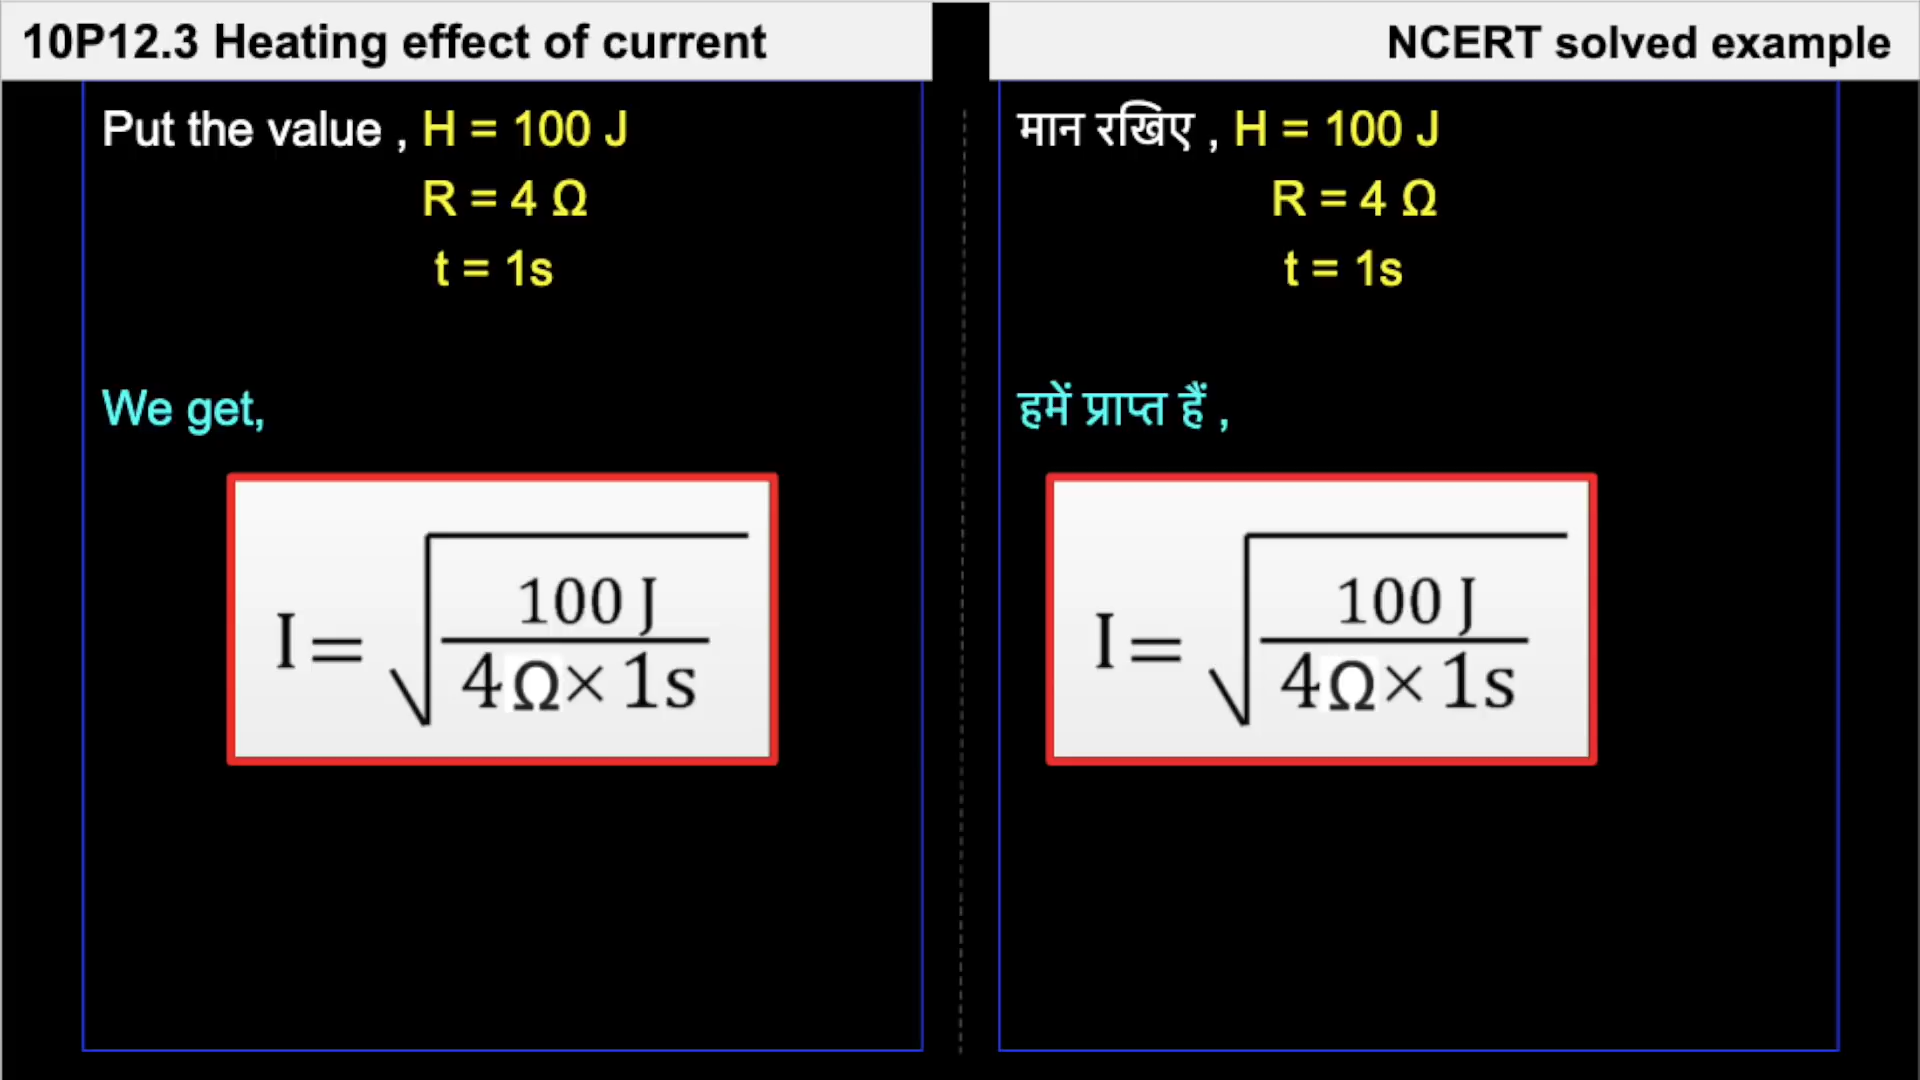 10P12.3 Heating effect of current
NCERT solved example
Put the value , H = 100 J
R = 4 Ω
t = 1s
We get,
I = √(100 J / 4Ω × 1s)
मान रखिए , H = 100 J
R = 4 Ω
t = 1s
हमें प्राप्त हैं ,
I = √(100 J / 4Ω × 1s)